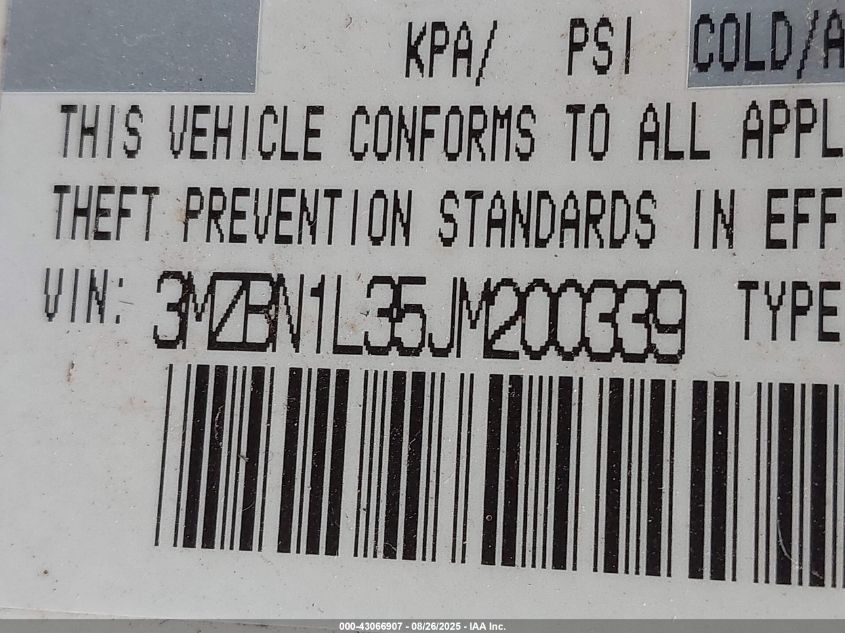 KPA/ PSI COLD/A
THIS VEHICLE CONFORMS TO ALL APPL
THEFT PREVENTION STANDARDS IN EFF
VIN: 3MZBN1L35JM200339 TYPE
000-43066907 - 08/26/2025 - IAA Inc.